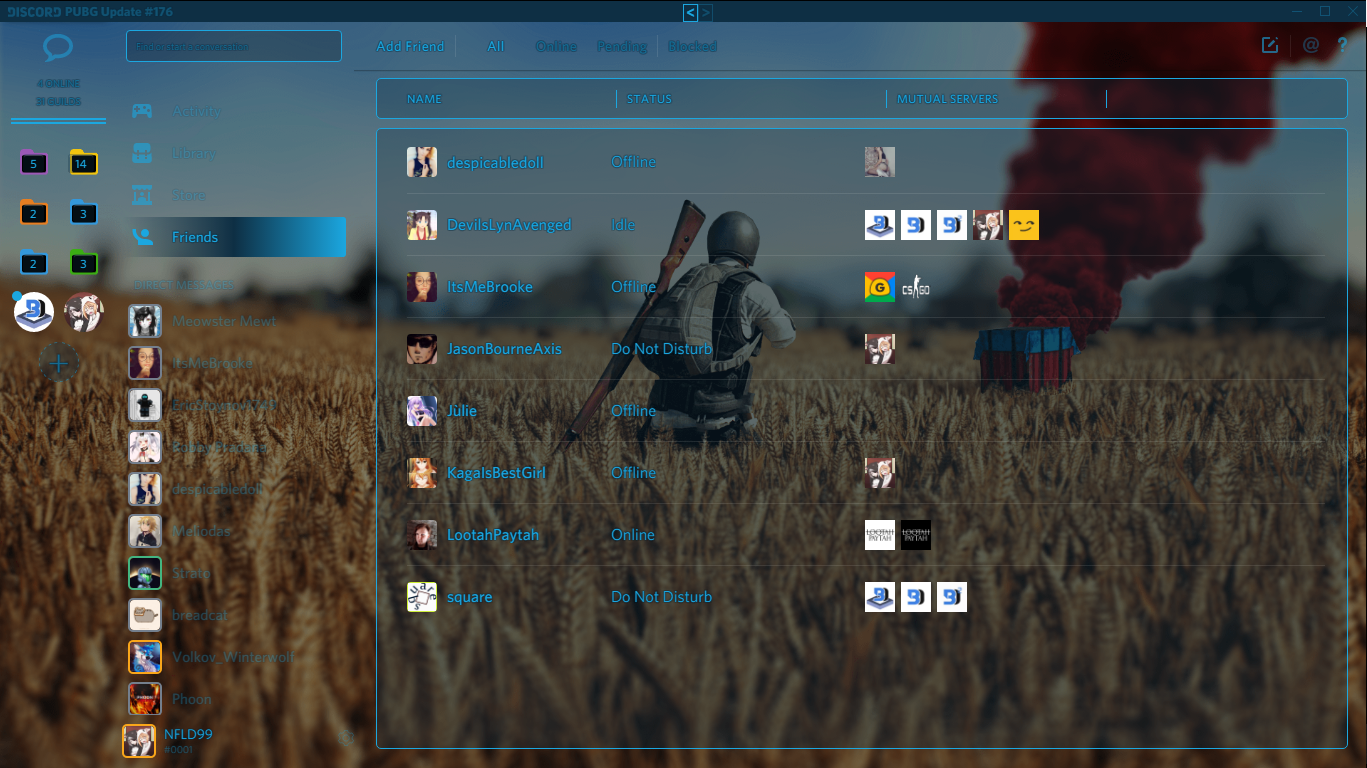 DISCORD PUBG Update #176
< >
Find or start a conversation
Add Friend All Online Pending Blocked
@ ?
4 ONLINE
31 GUILDS
NAME STATUS MUTUAL SERVERS
Activity
Library
Store
Friends
5 14
2 3
2 3
DIRECT MESSAGES
Meowster Mewt
ItsMeBrooke
despicabledoll
Meliodas
Strato
breadcat
Volkov_Winterwolf
Phoon
NFLD99
#0001
despicabledoll Offline
DevilsLynAvenged Idle
ItsMeBrooke Offline
G CS GO
JasonBourneAxis Do Not Disturb
Julie Offline
KagaIsBestGirl Offline
LootahPaytah Online
LOOTAH PAYTAH LOOTAH PAYTAH
square Do Not Disturb